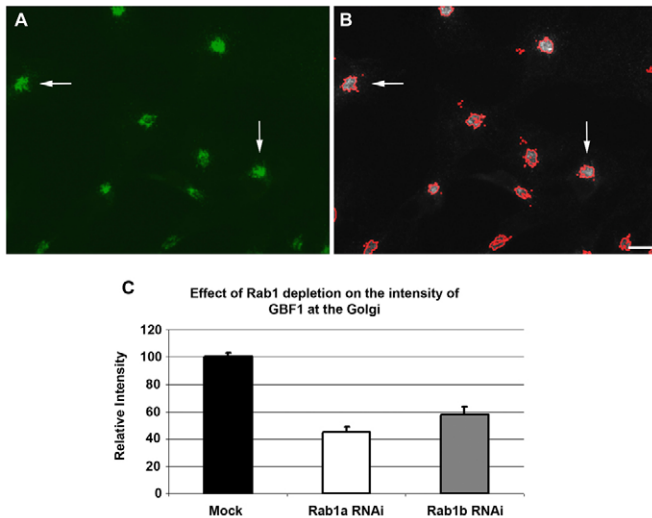 A
B
C
Effect of Rab1 depletion on the intensity of
GBF1 at the Golgi
Relative Intensity
120
100
80
60
40
20
0
Mock
Rab1a RNAi
Rab1b RNAi